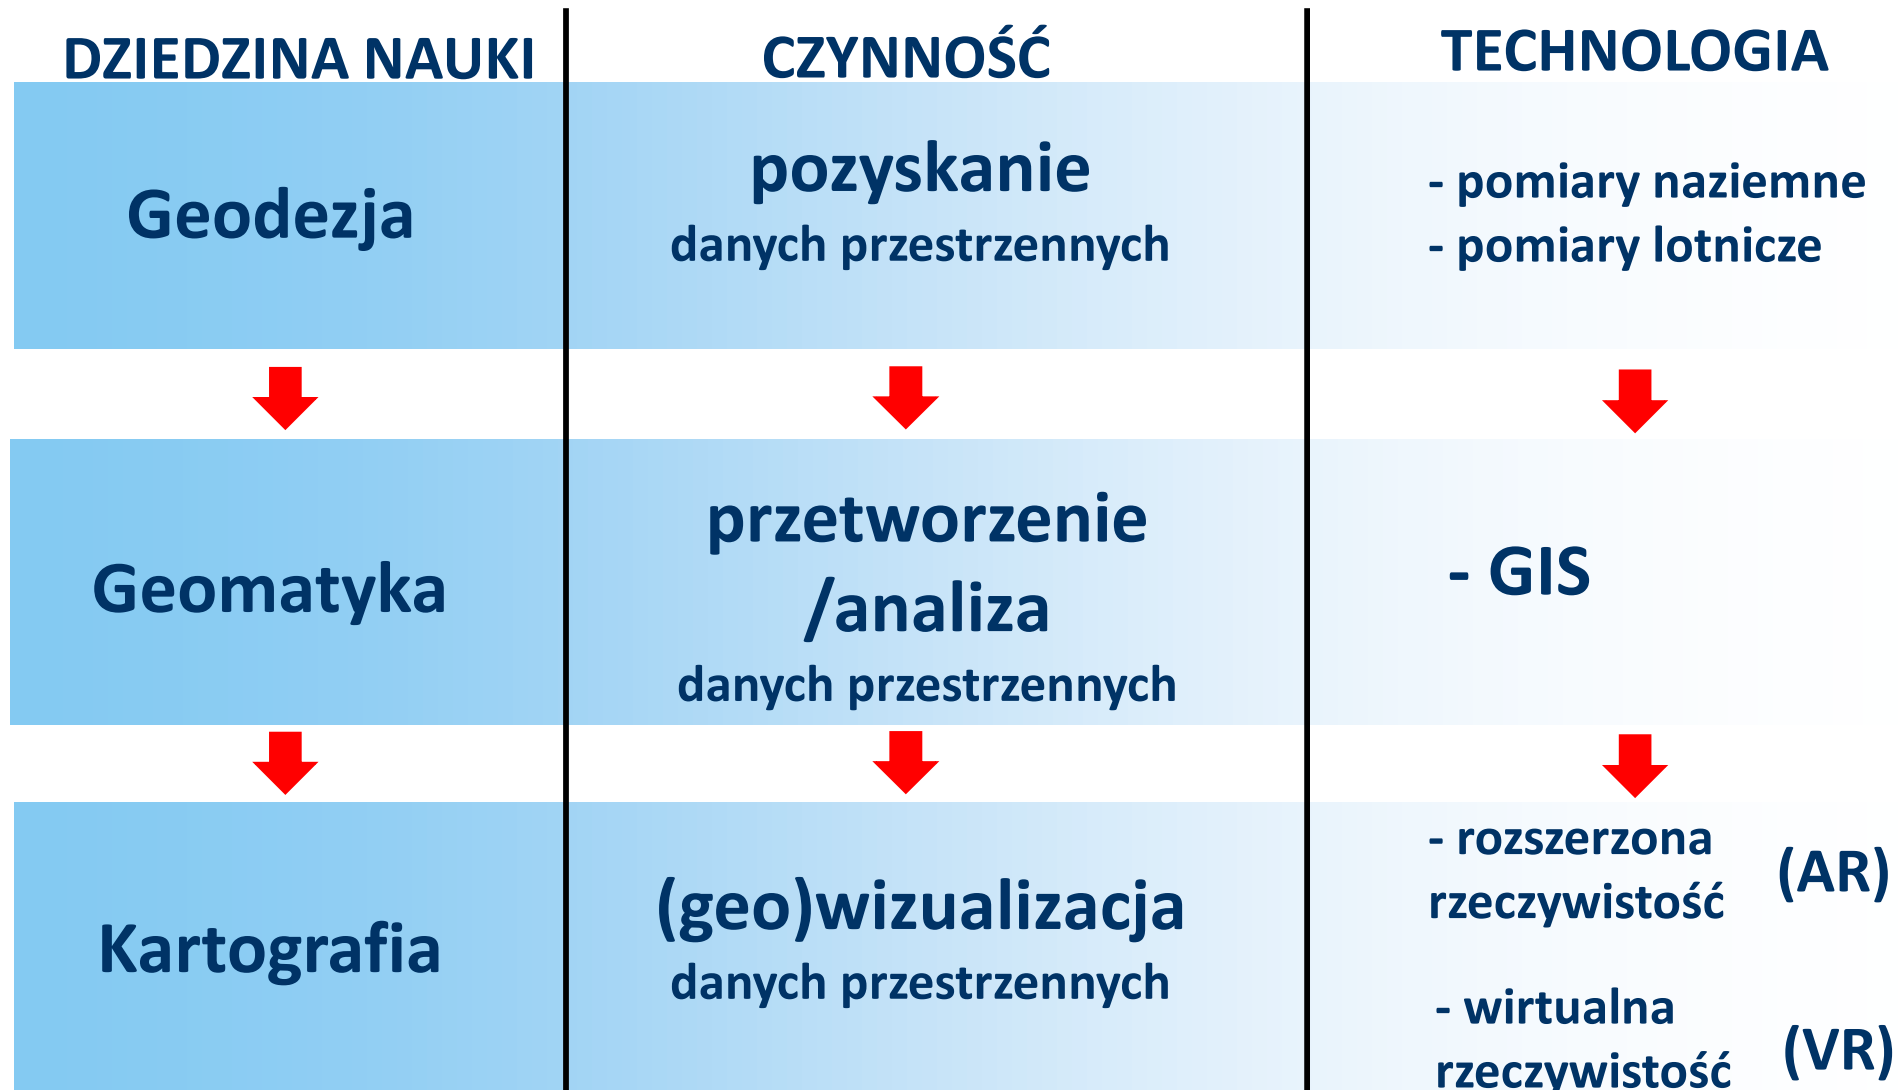 DZIEDZINA NAUKI
CZYNNOŚĆ
TECHNOLOGIA
Geodezja
pozyskanie
danych przestrzennych
- pomiary naziemne
- pomiary lotnicze
Geomatyka
przetworzenie
/analiza
danych przestrzennych
- GIS
Kartografia
(geo)wizualizacja
danych przestrzennych
- rozszerzona
rzeczywistość
(AR)
- wirtualna
rzeczywistość
(VR)